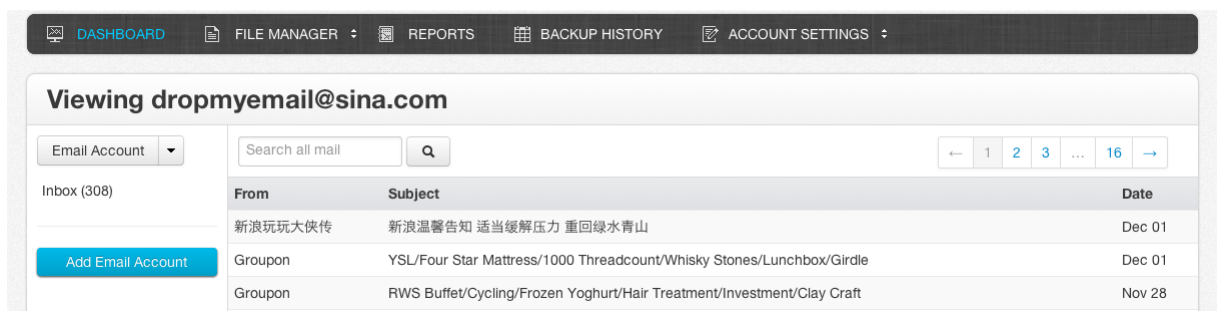 DASHBOARD FILE MANAGER REPORTS BACKUP HISTORY ACCOUNT SETTINGS
Viewing dropmyemail@sina.com
Email Account Search all mail ← 1 2 3 ... 16 →
Inbox (308) From Subject Date
新浪玩玩大侠传 新浪温馨告知 适当缓解压力 重回绿水青山 Dec 01
Add Email Account Groupon YSL/Four Star Mattress/1000 Threadcount/Whisky Stones/Lunchbox/Girdle Dec 01
Groupon RWS Buffet/Cycling/Frozen Yoghurt/Hair Treatment/Investment/Clay Craft Nov 28